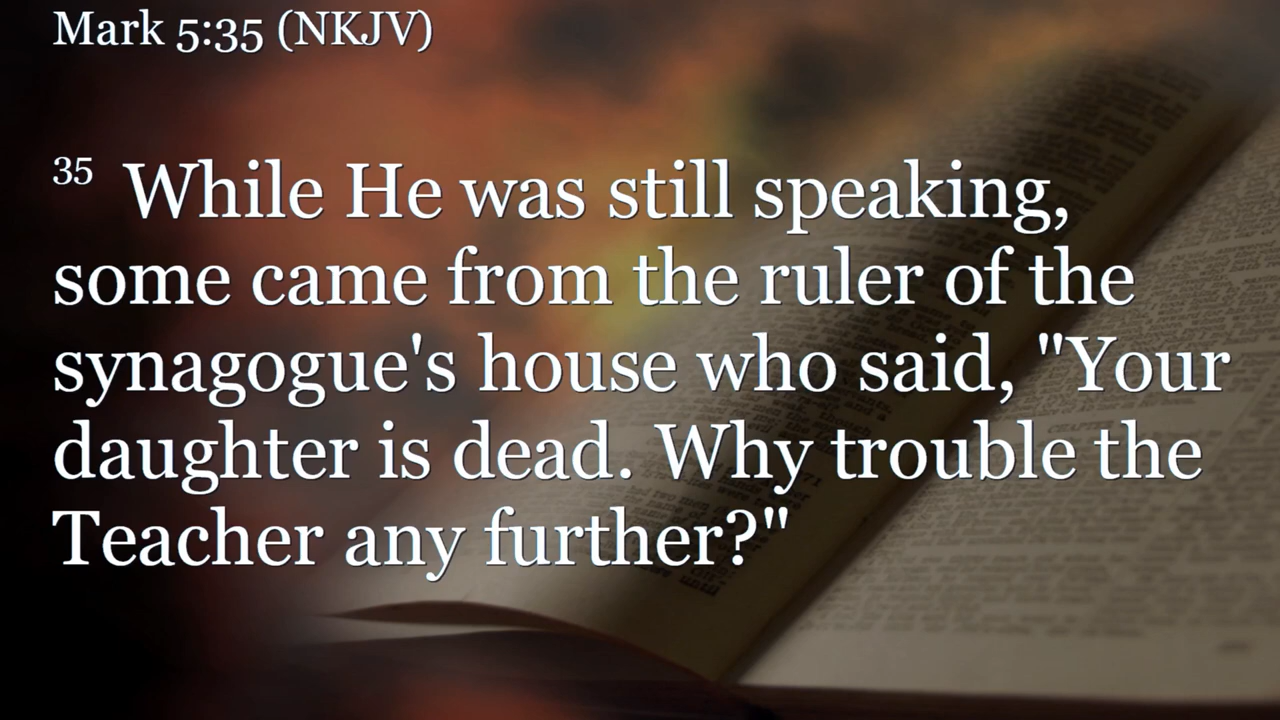 Mark 5:35 (NKJV)
35 While He was still speaking,
some came from the ruler of the
synagogue's house who said, "Your
daughter is dead. Why trouble the
Teacher any further?"